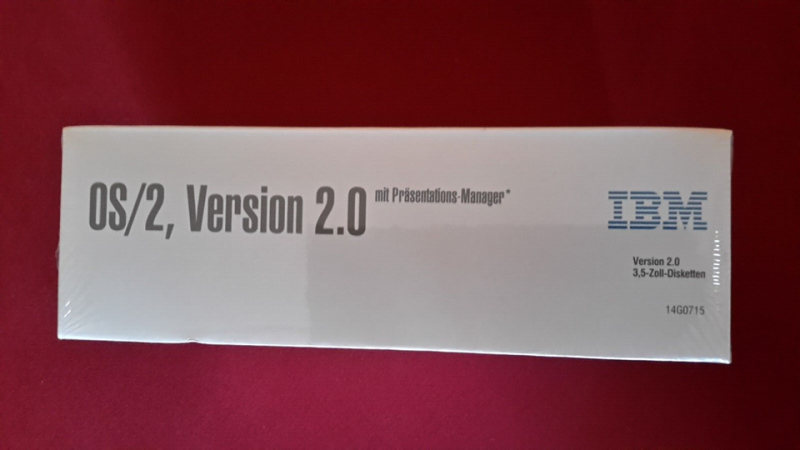 OS/2, Version 2.0 mit Präsentations-Manager*
IBM
Version 2.0
3,5-Zoll-Disketten
14G0715